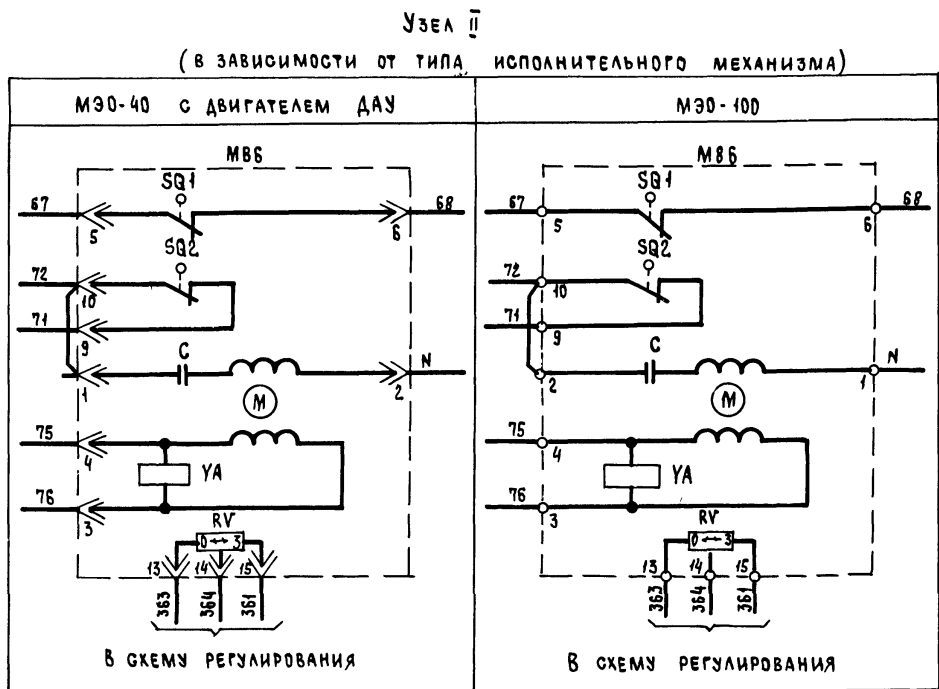 Узел II
(в зависимости от типа исполнительного механизма)
МЭО-40 с двигателем ДАУ
МЭО-100
МВ6
SQ1
67
5
6
68
SQ2
72
10
71
9
C
N
1
2
М
75
4
YA
76
3
RV
0 ↔ 3
13
14
15
363
364
361
В схему регулирования
М86
SQ1
67
5
6
68
SQ2
72
10
71
9
C
N
2
1
М
75
4
YA
76
3
RV
0 ↔ 3
13
14
15
363
364
361
В схему регулирования